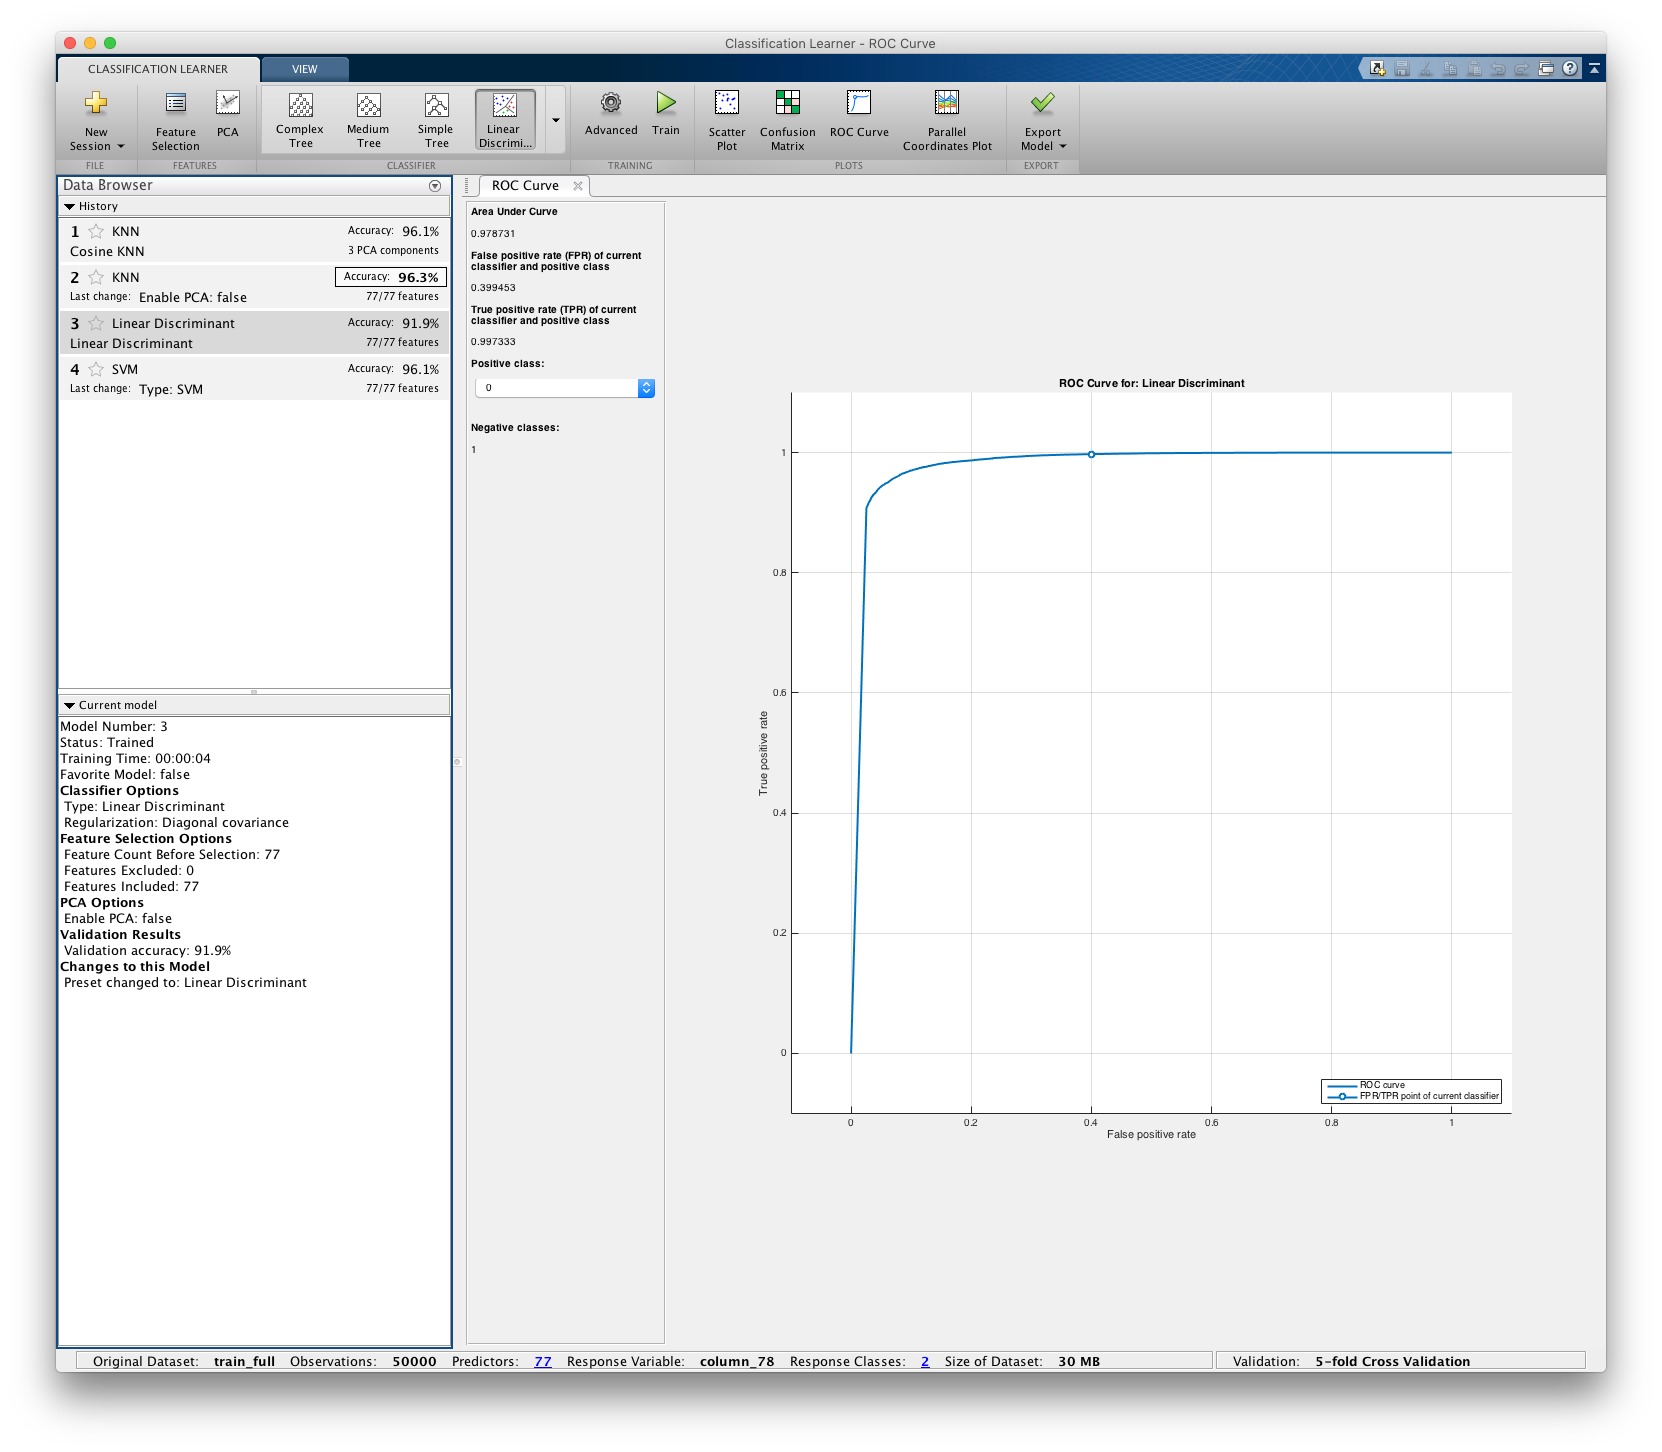 Classification Learner - ROC Curve
CLASSIFICATION LEARNER
VIEW
New Session
Feature Selection
PCA
Complex Tree
Medium Tree
Simple Tree
Linear Discrimi...
Advanced
Train
Scatter Plot
Confusion Matrix
ROC Curve
Parallel Coordinates Plot
Export Model
FILE
FEATURES
CLASSIFIER
TRAINING
PLOTS
EXPORT
Data Browser
History
1 KNN Accuracy: 96.1%
Cosine KNN 3 PCA components
2 KNN Accuracy: 96.3%
Last change: Enable PCA: false 77/77 features
3 Linear Discriminant Accuracy: 91.9%
Linear Discriminant 77/77 features
4 SVM Accuracy: 96.1%
Last change: Type: SVM 77/77 features
Current model
Model Number: 3
Status: Trained
Training Time: 00:00:04
Favorite Model: false
Classifier Options
Type: Linear Discriminant
Regularization: Diagonal covariance
Feature Selection Options
Feature Count Before Selection: 77
Features Excluded: 0
Features Included: 77
PCA Options
Enable PCA: false
Validation Results
Validation accuracy: 91.9%
Changes to this Model
Preset changed to: Linear Discriminant
ROC Curve
Area Under Curve
0.978731
False positive rate (FPR) of current
classifier and positive class
0.399453
True positive rate (TPR) of current
classifier and positive class
0.997333
Positive class:
0
Negative classes:
1
ROC Curve for: Linear Discriminant
1
0.8
0.6
0.4
0.2
0
True positive rate
ROC curve
FPR/TPR point of current classifier
0 0.2 0.4 0.6 0.8 1
False positive rate
Original Dataset: train_full Observations: 50000 Predictors: 77 Response Variable: column_78 Response Classes: 2 Size of Dataset: 30 MB
Validation: 5-fold Cross Validation